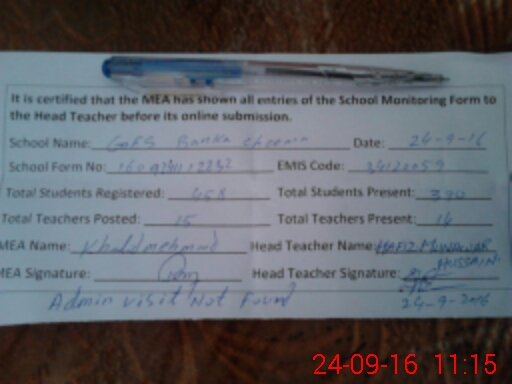 It is certified that the MEA has shown all entries of the School Monitoring Form to
the Head Teacher before its online submission.
School Name: Banka Date: 24-9-16
School Form No: EMIS Code:
Total Students Registered: 458 Total Students Present: 390
Total Teachers Posted: 15 Total Teachers Present: 14
MEA Name: Khalid mehmood Head Teacher Name: HAFIZ MUNAWAR
HUSSAIN
MEA Signature: Head Teacher Signature:
Admin visit Not Found 24-9-2016
24-09-16 11:15